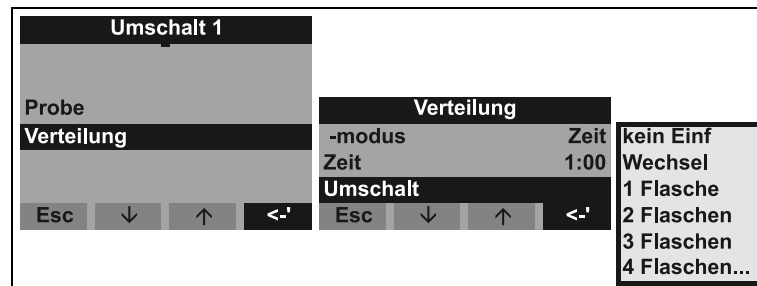 Umschalt 1
Probe
Verteilung
Esc ↓ ↑ <-'
Verteilung
-modus Zeit
Zeit 1:00
Umschalt
Esc ↓ ↑ <-'
kein Einf
Wechsel
1 Flasche
2 Flaschen
3 Flaschen
4 Flaschen...